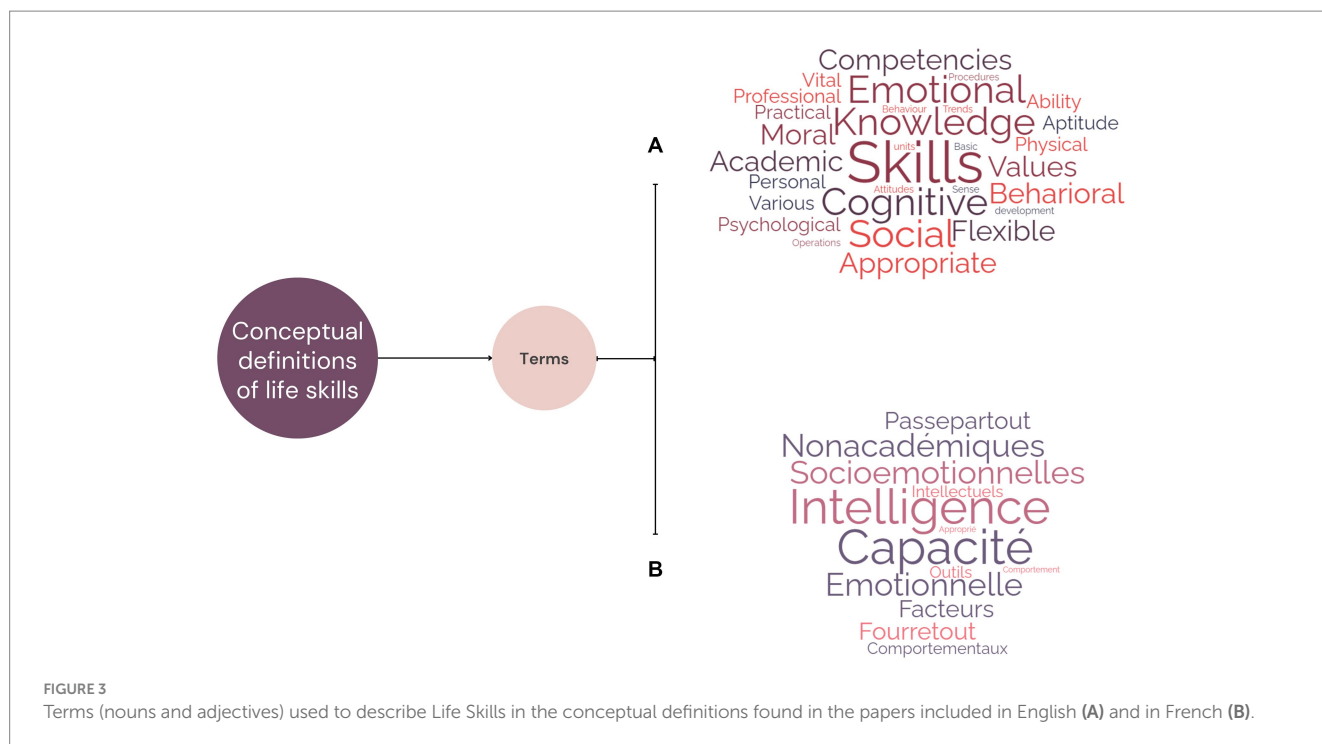 Competencies
Vital
Procedures
Emotional
Professional
Ability
Practical
Behaviour
Trends
Knowledge
Aptitude
Moral
A
Physical
units
Basic
Skills
Academic
Values
Personal
Attitudes
Sense
Beharioral
Various
Cognitive
development
Psychological
Social
Flexible
Operations
Appropriate
Conceptual
definitions
of life skills
Terms
Passepartout
Nonacadémiques
Socioemotionnelles
Intellectuels
Intelligence
Approprié
Capacité
B
Outils
Comportement
Emotionnelle
Facteurs
Fourretout
Comportementaux
FIGURE 3
Terms (nouns and adjectives) used to describe Life Skills in the conceptual definitions found in the papers included in English (A) and in French (B).